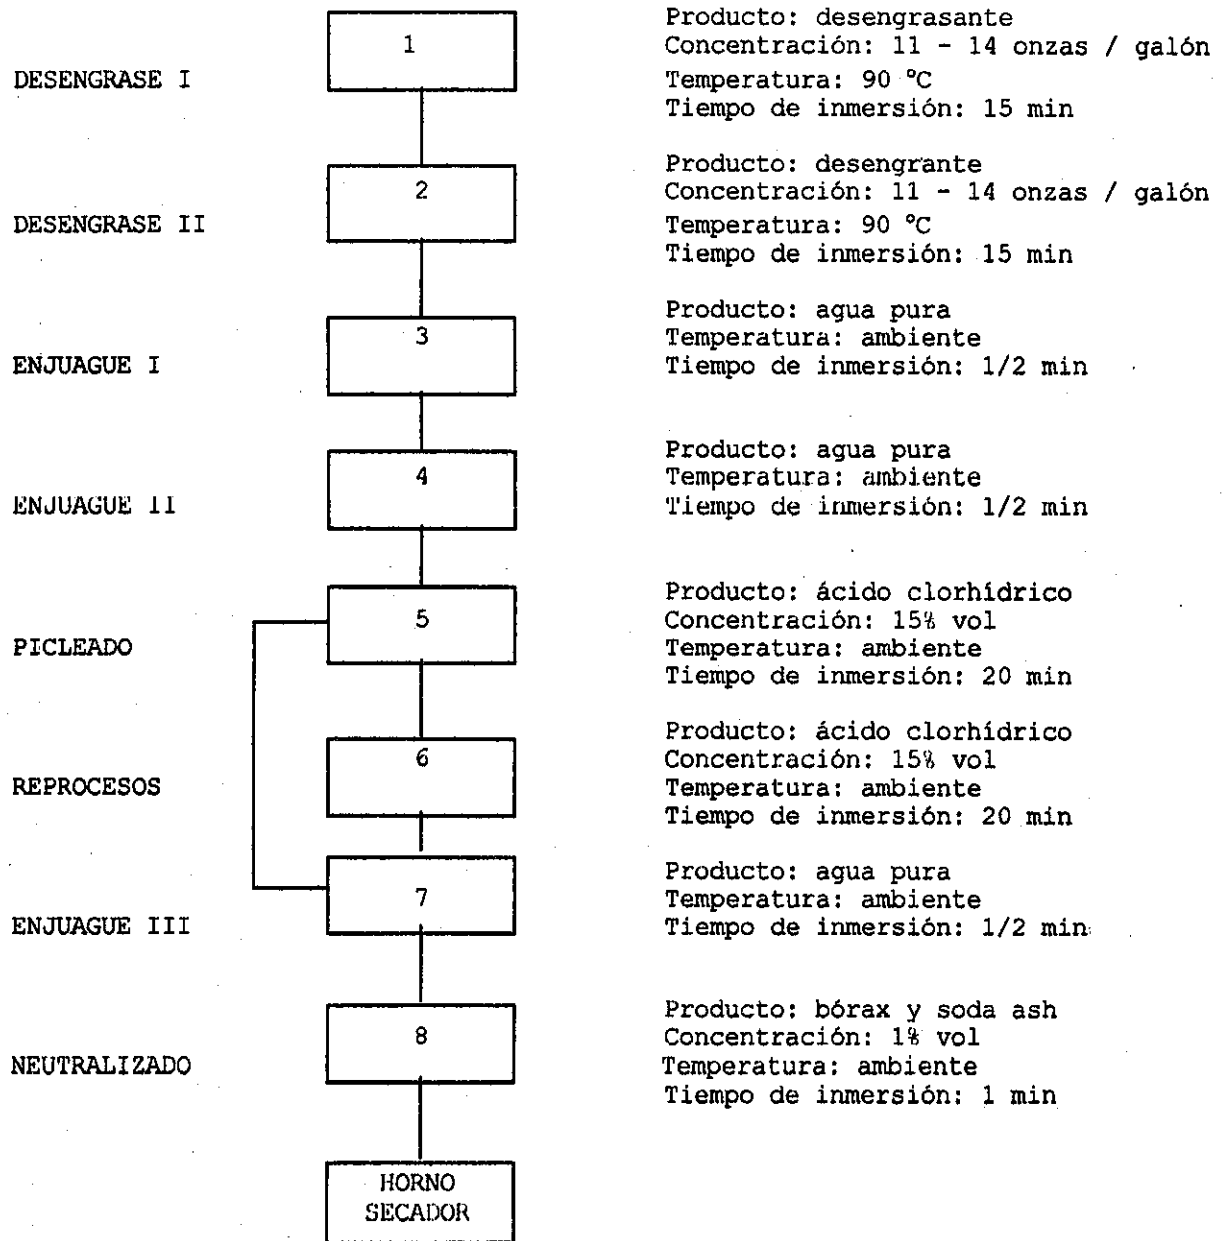 1
Producto: desengrasante
Concentración: 11 - 14 onzas / galón
DESENGRASE I
Temperatura: 90 °C
Tiempo de inmersión: 15 min
2
Producto: desengrante
Concentración: 11 - 14 onzas / galón
DESENGRASE II
Temperatura: 90 °C
Tiempo de inmersión: 15 min
3
Producto: agua pura
Temperatura: ambiente
ENJUAGUE I
Tiempo de inmersión: 1/2 min
4
Producto: agua pura
Temperatura: ambiente
ENJUAGUE II
Tiempo de inmersión: 1/2 min
5
Producto: ácido clorhídrico
Concentración: 15% vol
PICLEADO
Temperatura: ambiente
Tiempo de inmersión: 20 min
6
Producto: ácido clorhídrico
Concentración: 15% vol
REPROCESOS
Temperatura: ambiente
Tiempo de inmersión: 20 min
7
Producto: agua pura
Temperatura: ambiente
ENJUAGUE III
Tiempo de inmersión: 1/2 min
8
Producto: bórax y soda ash
Concentración: 1% vol
NEUTRALIZADO
Temperatura: ambiente
Tiempo de inmersión: 1 min
HORNO
SECADOR